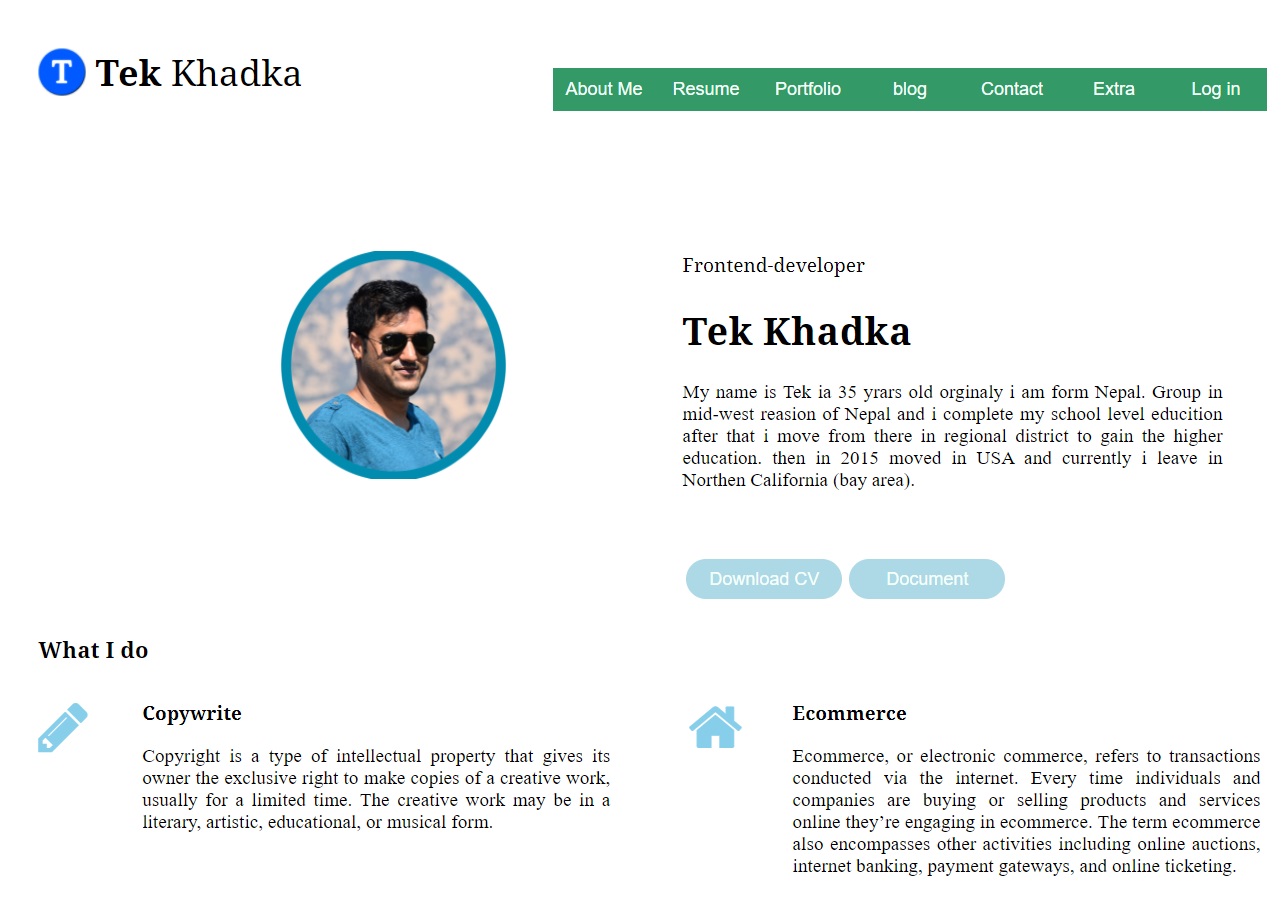 T Tek Khadka
About Me Resume Portfolio blog Contact Extra Log in
Frontend-developer
Tek Khadka
My name is Tek ia 35 yrars old orginaly i am form Nepal. Group in
mid-west reasion of Nepal and i complete my school level educition
after that i move from there in regional district to gain the higher
education. then in 2015 moved in USA and currently i leave in
Northen California (bay area).
Download CV Document
What I do
Copywrite
Copyright is a type of intellectual property that gives its
owner the exclusive right to make copies of a creative work,
usually for a limited time. The creative work may be in a
literary, artistic, educational, or musical form.
Ecommerce
Ecommerce, or electronic commerce, refers to transactions
conducted via the internet. Every time individuals and
companies are buying or selling products and services
online they’re engaging in ecommerce. The term ecommerce
also encompasses other activities including online auctions,
internet banking, payment gateways, and online ticketing.